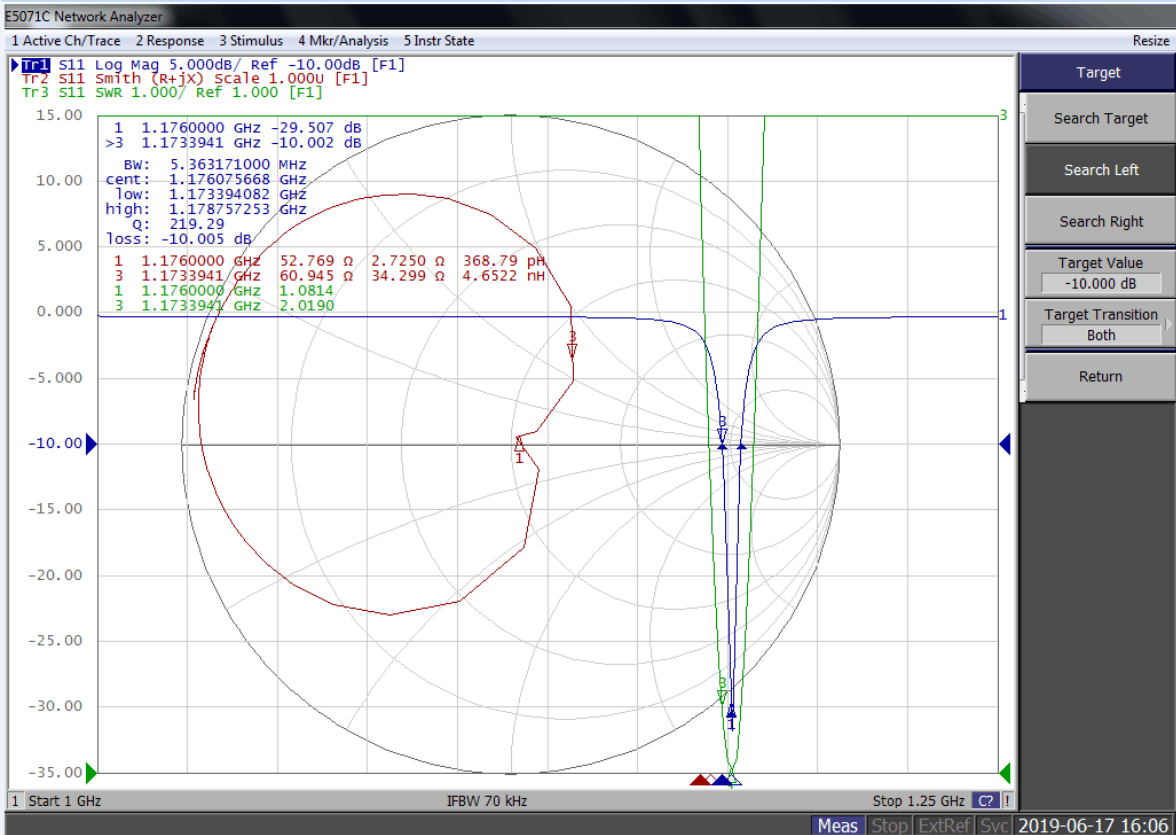 E5071C Network Analyzer
1 Active Ch/Trace 2 Response 3 Stimulus 4 Mkr/Analysis 5 Instr State Resize
Tr1 S11 Log Mag 5.000dB/ Ref -10.00dB [F1]
Tr2 S11 Smith (R+jX) Scale 1.000U [F1]
Tr3 S11 SWR 1.000/ Ref 1.000 [F1]
15.00
10.00
5.000
0.000
-5.000
-10.00
-15.00
-20.00
-25.00
-30.00
-35.00
1 1.1760000 GHz -29.507 dB
>3 1.1733941 GHz -10.002 dB
BW: 5.363171000 MHz
cent: 1.176075668 GHz
low: 1.173394082 GHz
high: 1.178757253 GHz
Q: 219.29
loss: -10.005 dB
1 1.1760000 GHz 52.769 Ω 2.7250 Ω 368.79 pH
3 1.1733941 GHz 60.945 Ω 34.299 Ω 4.6522 nH
1 1.1760000 GHz 1.0814
3 1.1733941 GHz 2.0190
3
1
3
1
3
3
1
Target
Search Target
Search Left
Search Right
Target Value
-10.000 dB
Target Transition
Both
Return
1 Start 1 GHz IFBW 70 kHz Stop 1.25 GHz C? !
Meas Stop ExtRef Svc 2019-06-17 16:06